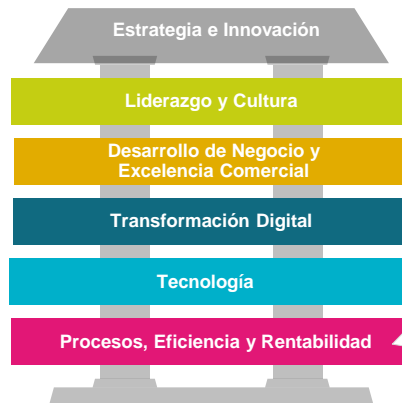 Estrategia e Innovación
Liderazgo y Cultura
Desarrollo de Negocio y
Excelencia Comercial
Transformación Digital
Tecnología
Procesos, Eficiencia y Rentabilidad